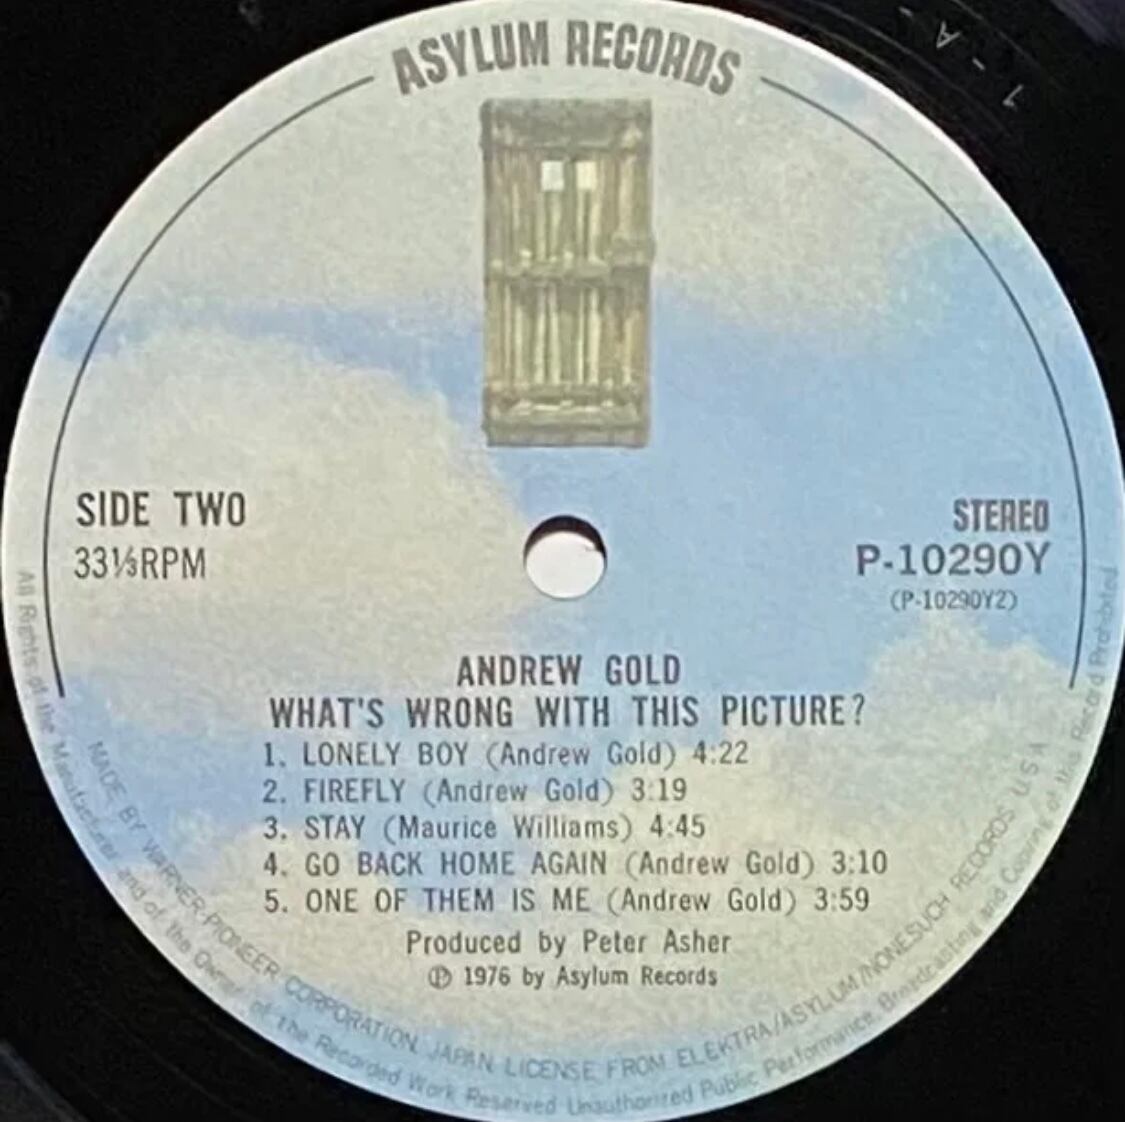 ASYLUM RECORDS
SIDE TWO
33⅓RPM
STEREO
P-10290Y
(P-10290Y2)
ANDREW GOLD
WHAT'S WRONG WITH THIS PICTURE?
1. LONELY BOY (Andrew Gold) 4:22
2. FIREFLY (Andrew Gold) 3:19
3. STAY (Maurice Williams) 4:45
4. GO BACK HOME AGAIN (Andrew Gold) 3:10
5. ONE OF THEM IS ME (Andrew Gold) 3:59
Produced by Peter Asher
Ⓟ 1976 by Asylum Records
MADE BY WARNER-PIONEER CORPORATION, JAPAN. LICENSE FROM ELEKTRA/ASYLUM/NONESUCH RECORDS U.S.A.
All Rights of the Manufacturer and of the Owner of the Recorded Work Reserved Unauthorized Public Performance Broadcasting and Copying of this Record Prohibited
1-A-